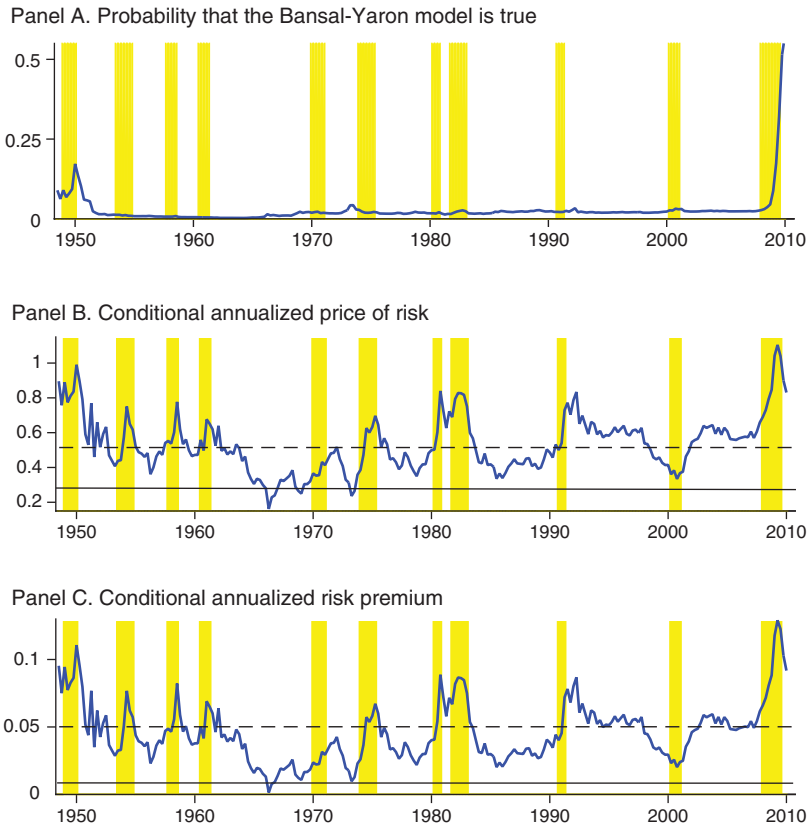 Panel A. Probability that the Bansal-Yaron model is true
0.5
0.25
0
1950 1960 1970 1980 1990 2000 2010
Panel B. Conditional annualized price of risk
1
0.8
0.6
0.4
0.2
1950 1960 1970 1980 1990 2000 2010
Panel C. Conditional annualized risk premium
0.1
0.05
0
1950 1960 1970 1980 1990 2000 2010